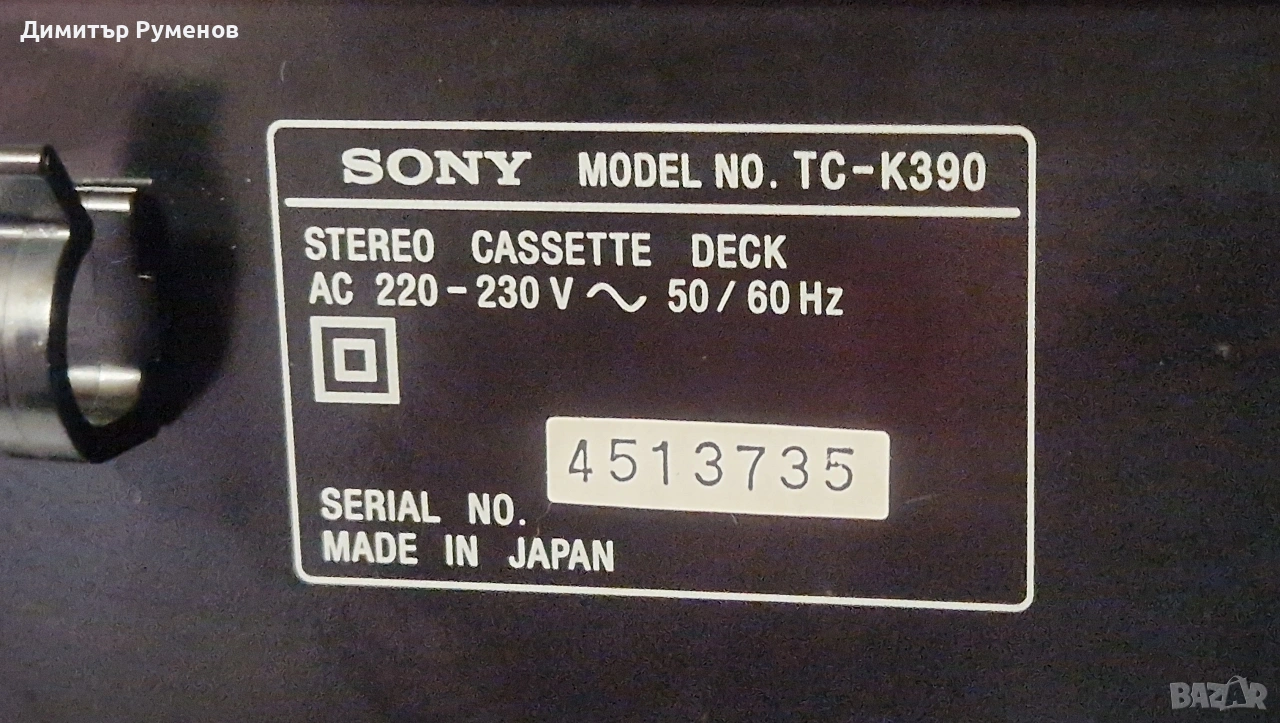 Димитър Руменов
SONY MODEL NO. TC-K390
STEREO CASSETTE DECK
AC 220-230 V ~ 50/60 Hz
4513735
SERIAL NO.
MADE IN JAPAN
BAZAR